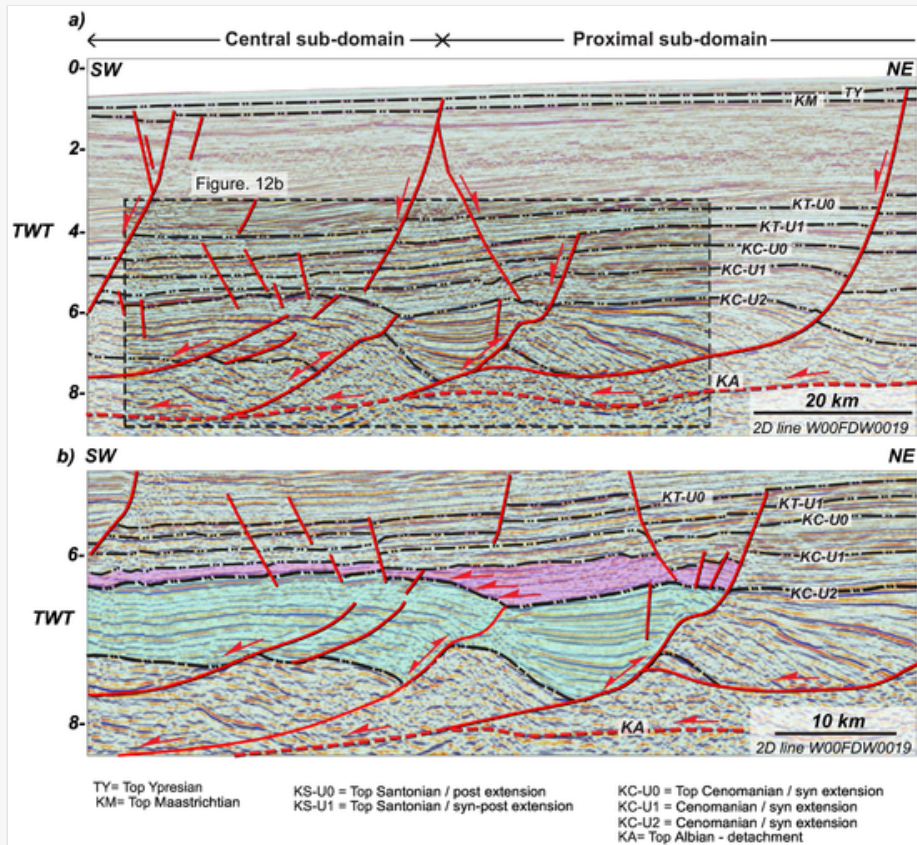 a)
Central sub-domain
Proximal sub-domain
0-
SW
NE
TY
KM
2-
Figure. 12b
KT-U0
TWT
4-
KT-U1
KC-U0
KC-U1
KC-U2
6-
KA
8-
20 km
2D line W00FDW0019
b)
SW
NE
KT-U0
KT-U1
KC-U0
6-
KC-U1
KC-U2
TWT
8-
KA
10 km
2D line W00FDW0019
TY= Top Ypresian
KM= Top Maastrichtian
KS-U0 = Top Santonian / post extension
KS-U1 = Top Santonian / syn-post extension
KC-U0 = Top Cenomanian / syn extension
KC-U1 = Cenomanian / syn extension
KC-U2 = Cenomanian / syn extension
KA= Top Albian - detachment